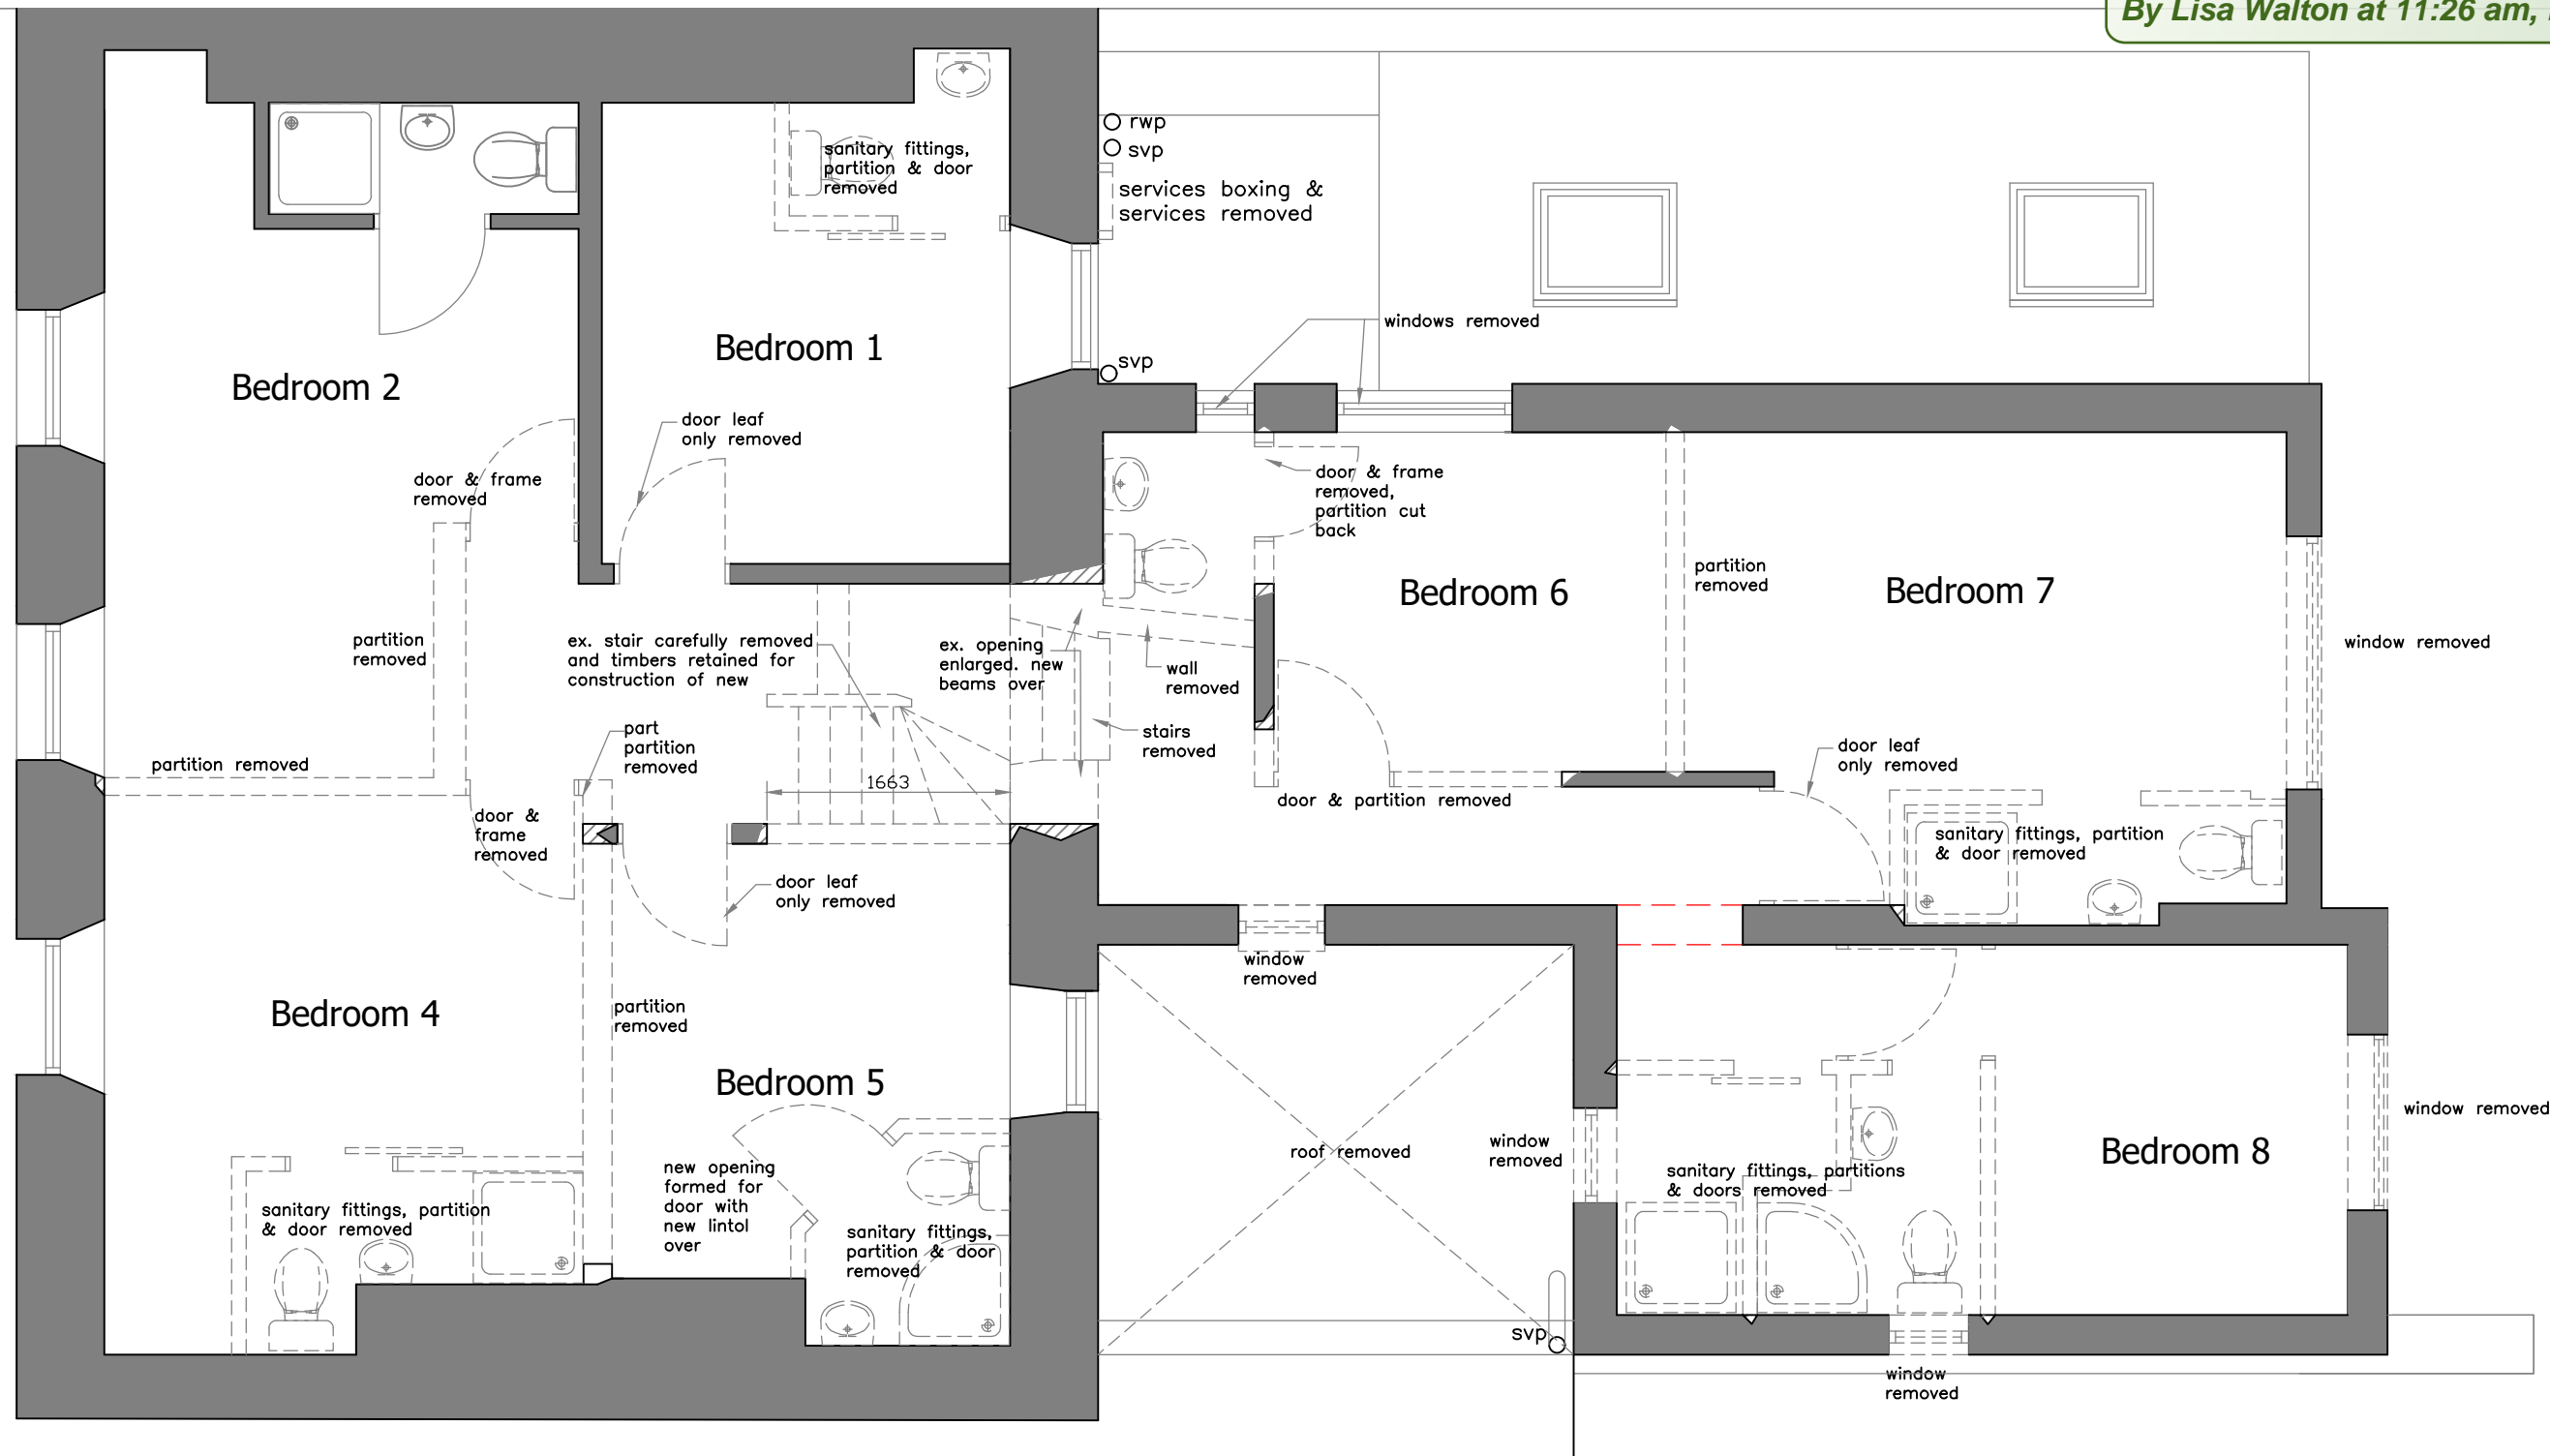 By Lisa Walton at 11:26 am,
rwp
svp
services boxing &
services removed
sanitary fittings,
partition & door
removed
windows removed
Bedroom 1
svp
Bedroom 2
door leaf
only removed
door & frame
removed
door & frame
removed,
partition cut
back
partition
removed
Bedroom 6
Bedroom 7
window removed
partition
removed
ex. stair carefully removed
and timbers retained for
construction of new
ex. opening
enlarged. new
beams over
wall
removed
stairs
removed
part
partition
removed
partition removed
1663
door leaf
only removed
door & partition removed
door &
frame
removed
sanitary fittings, partition
& door removed
door leaf
only removed
window
removed
Bedroom 4
partition
removed
Bedroom 5
roof removed
window
removed
window removed
Bedroom 8
new opening
formed for
door with
new lintol
over
sanitary fittings, partitions
& doors removed
sanitary fittings, partition
& door removed
sanitary fittings,
partition & door
removed
svp
window
removed